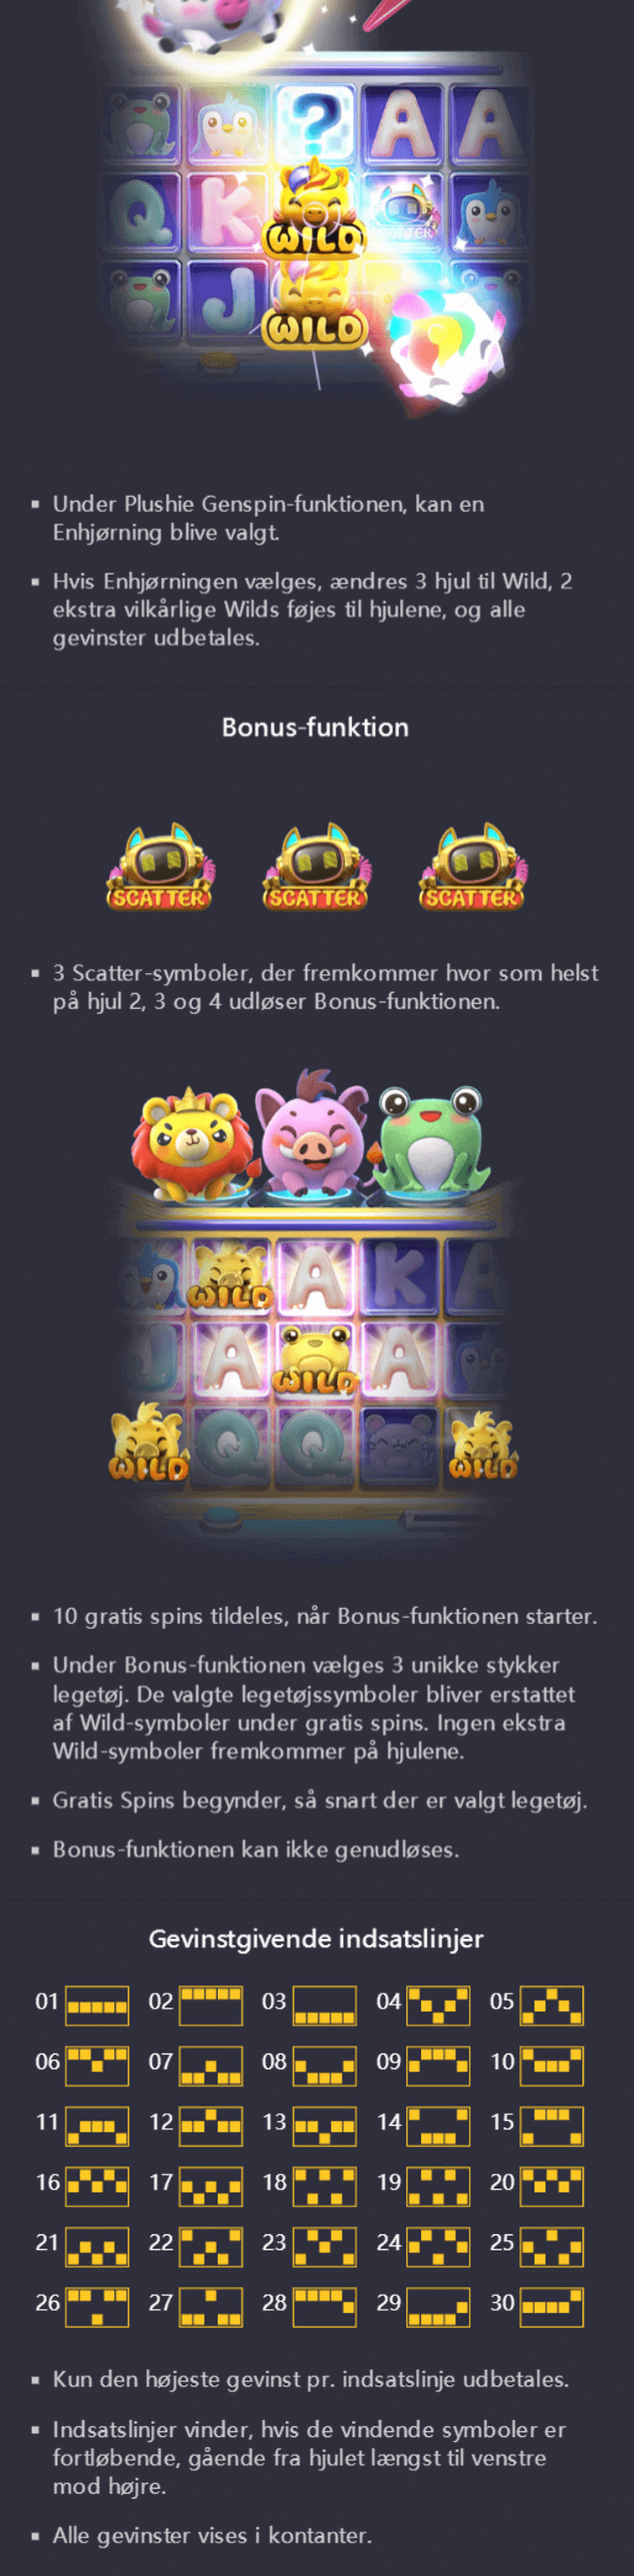 A A
Q K WILD SCATTER
J WILD
Under Plushie Genspin-funktionen, kan en
Enhjørning blive valgt.
Hvis Enhjørningen vælges, ændres 3 hjul til Wild, 2
ekstra vilkårlige Wilds føjes til hjulene, og alle
gevinster udbetales.
Bonus-funktion
SCATTER SCATTER SCATTER
3 Scatter-symboler, der fremkommer hvor som helst
på hjul 2, 3 og 4 udløser Bonus-funktionen.
WILD A K A
J A WILD A
WILD Q Q WILD
10 gratis spins tildeles, når Bonus-funktionen starter.
Under Bonus-funktionen vælges 3 unikke stykker
legetøj. De valgte legetøjssymboler bliver erstattet
af Wild-symboler under gratis spins. Ingen ekstra
Wild-symboler fremkommer på hjulene.
Gratis Spins begynder, så snart der er valgt legetøj.
Bonus-funktionen kan ikke genudløses.
Gevinstgivende indsatslinjer
01 02 03 04 05
06 07 08 09 10
11 12 13 14 15
16 17 18 19 20
21 22 23 24 25
26 27 28 29 30
Kun den højeste gevinst pr. indsatslinje udbetales.
Indsatslinjer vinder, hvis de vindende symboler er
fortløbende, gående fra hjulet længst til venstre
mod højre.
Alle gevinster vises i kontanter.